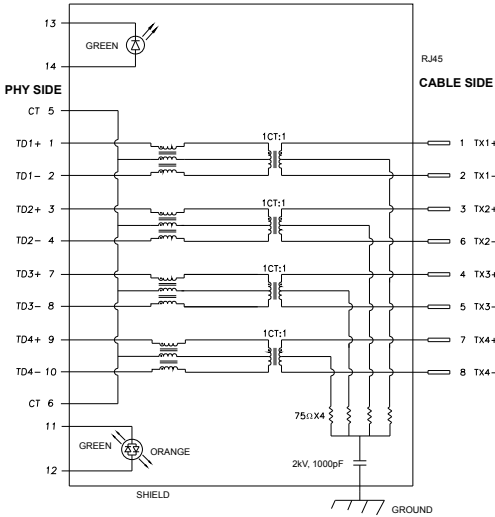 13
GREEN
14
RJ45
PHY SIDE
CABLE SIDE
CT 5
TD1+ 1
1CT:1
1 TX1+
TD1- 2
2 TX1-
TD2+ 3
1CT:1
3 TX2+
TD2- 4
6 TX2-
TD3+ 7
1CT:1
4 TX3+
TD3- 8
5 TX3-
TD4+ 9
1CT:1
7 TX4+
TD4- 10
8 TX4-
CT 6
75ΩX4
11
GREEN
ORANGE
12
2kV, 1000pF
SHIELD
GROUND